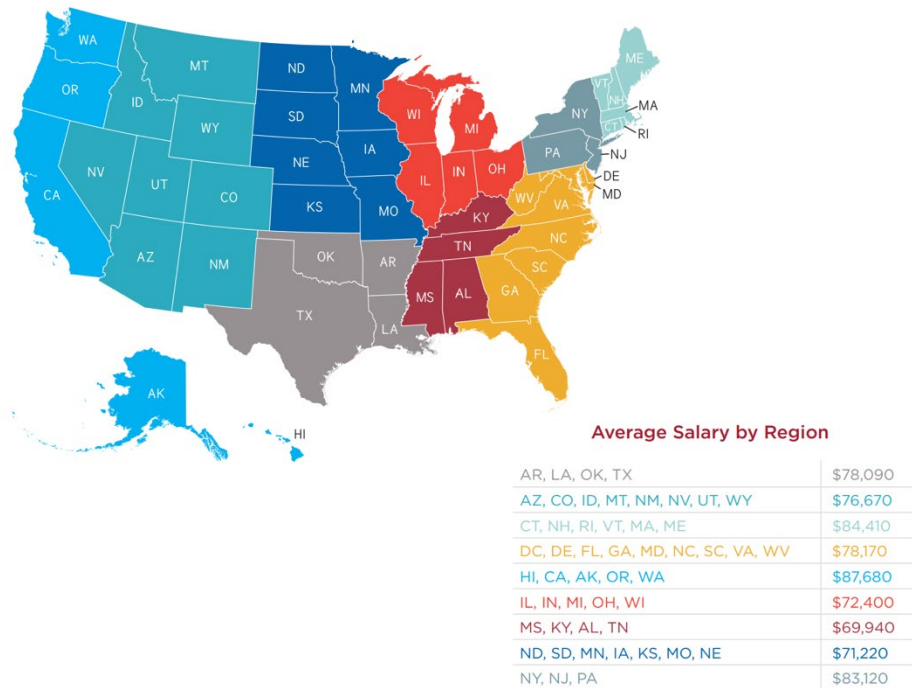 WA
MT
ND
MN
ME
OR
ID
SD
WI
VT
NH
MA
WY
MI
NY
CT
RI
IA
PA
NJ
NE
OH
DE
NV
UT
CO
IL
IN
WV
MD
CA
KS
MO
VA
KY
NC
AZ
NM
OK
AR
TN
SC
MS
AL
GA
TX
LA
FL
AK
HI
Average Salary by Region
AR, LA, OK, TX $78,090
AZ, CO, ID, MT, NM, NV, UT, WY $76,670
CT, NH, RI, VT, MA, ME $84,410
DC, DE, FL, GA, MD, NC, SC, VA, WV $78,170
HI, CA, AK, OR, WA $87,680
IL, IN, MI, OH, WI $72,400
MS, KY, AL, TN $69,940
ND, SD, MN, IA, KS, MO, NE $71,220
NY, NJ, PA $83,120